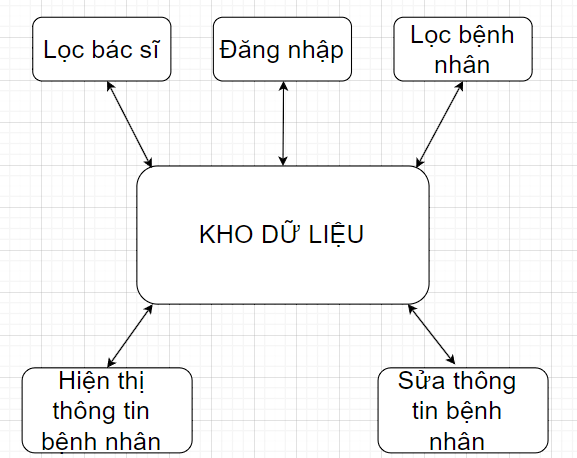 Lọc bác sĩ
Đăng nhập
Lọc bệnh
nhân
KHO DỮ LIỆU
Hiện thị
thông tin
bệnh nhân
Sửa thông
tin bệnh
nhân